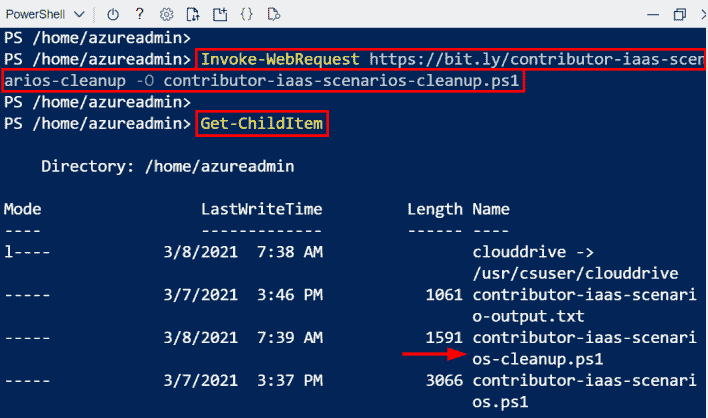 PowerShell
PS /home/azureadmin>
PS /home/azureadmin> Invoke-WebRequest https://bit.ly/contributor-iaas-scen
arios-cleanup -O contributor-iaas-scenarios-cleanup.ps1
PS /home/azureadmin>
PS /home/azureadmin> Get-ChildItem
Directory: /home/azureadmin
Mode LastWriteTime Length Name
---- ------------- ------ ----
l---- 3/8/2021 7:38 AM clouddrive ->
/usr/csuser/clouddrive
----- 3/7/2021 3:46 PM 1061 contributor-iaas-scenari
o-output.txt
----- 3/8/2021 7:39 AM 1591 contributor-iaas-scenari
os-cleanup.ps1
----- 3/7/2021 3:37 PM 3066 contributor-iaas-scenari
os.ps1